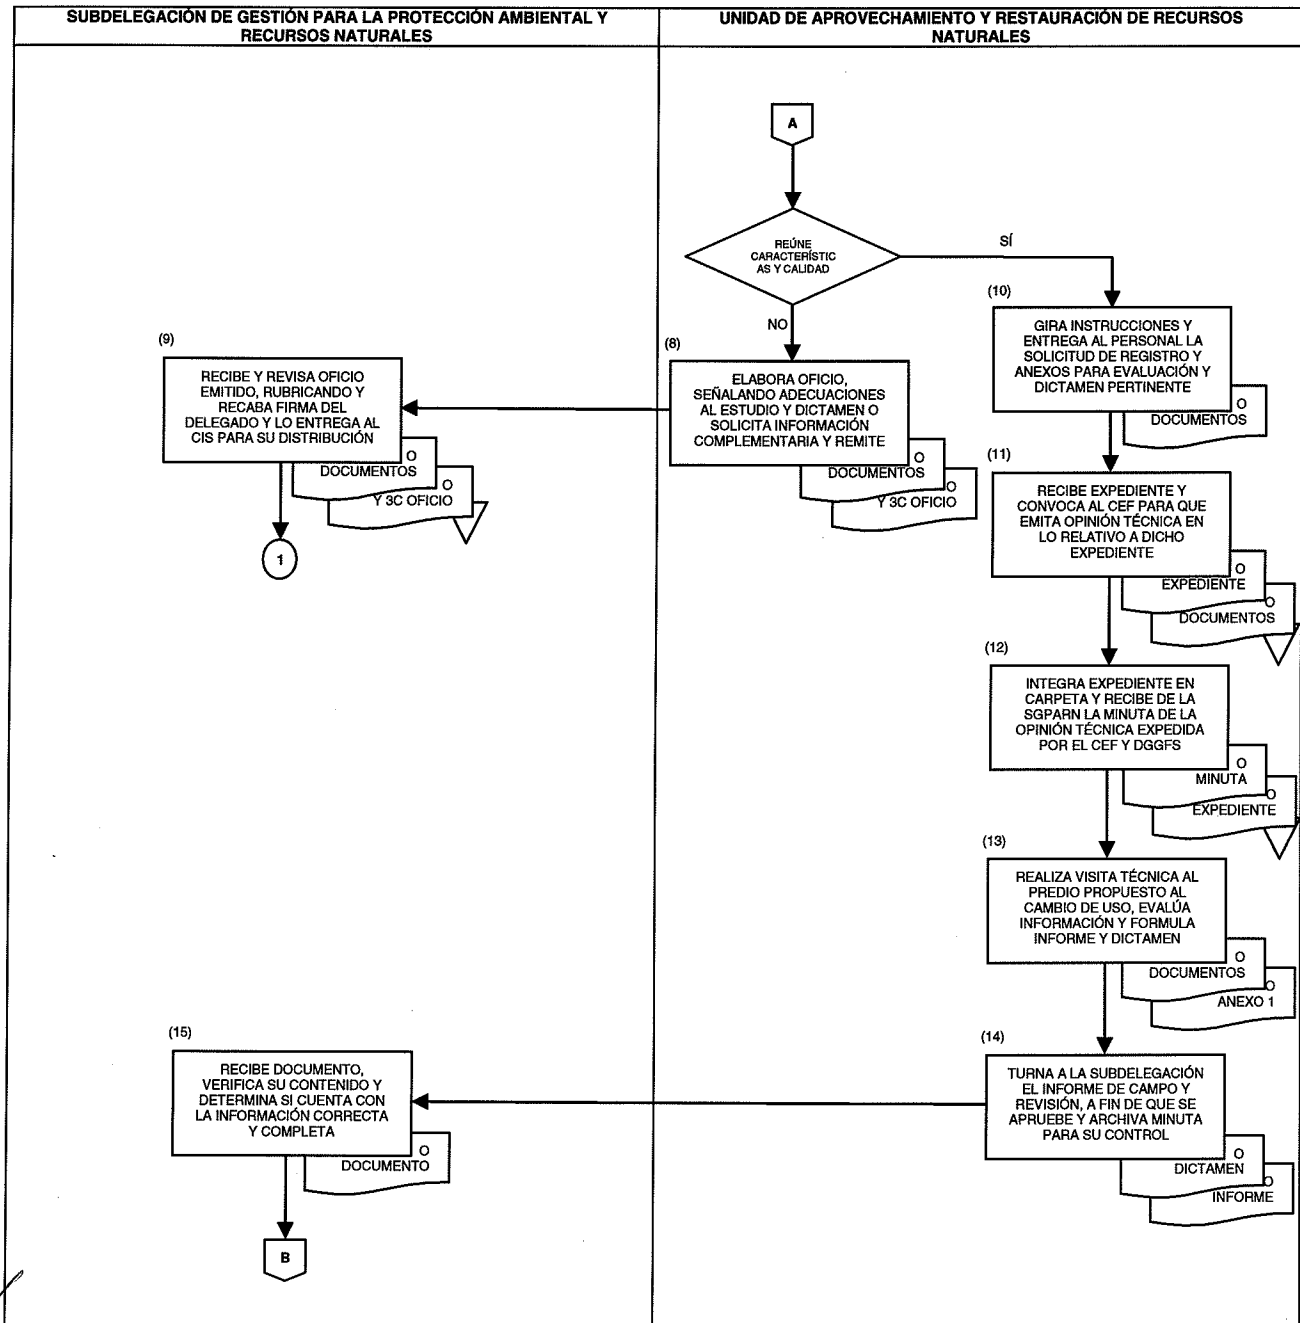 SUBDELEGACIÓN DE GESTIÓN PARA LA PROTECCIÓN AMBIENTAL Y
RECURSOS NATURALES
UNIDAD DE APROVECHAMIENTO Y RESTAURACIÓN DE RECURSOS
NATURALES
A
REÚNE
CARACTERÍSTIC
AS Y CALIDAD
SÍ
NO
(10)
GIRA INSTRUCCIONES Y
ENTREGA AL PERSONAL LA
SOLICITUD DE REGISTRO Y
ANEXOS PARA EVALUACIÓN Y
DICTAMEN PERTINENTE
O
DOCUMENTOS
(8)
ELABORA OFICIO,
SEÑALANDO ADECUACIONES
AL ESTUDIO Y DICTAMEN O
SOLICITA INFORMACIÓN
COMPLEMENTARIA Y REMITE
O
DOCUMENTOS
O
Y 3C OFICIO
(9)
RECIBE Y REVISA OFICIO
EMITIDO, RUBRICANDO Y
RECABA FIRMA DEL
DELEGADO Y LO ENTREGA AL
CIS PARA SU DISTRIBUCIÓN
O
DOCUMENTOS
O
Y 3C OFICIO
1
(11)
RECIBE EXPEDIENTE Y
CONVOCA AL CEF PARA QUE
EMITA OPINIÓN TÉCNICA EN
LO RELATIVO A DICHO
EXPEDIENTE
O
EXPEDIENTE
O
DOCUMENTOS
(12)
INTEGRA EXPEDIENTE EN
CARPETA Y RECIBE DE LA
SGPARN LA MINUTA DE LA
OPINIÓN TÉCNICA EXPEDIDA
POR EL CEF Y DGGFS
O
MINUTA
O
EXPEDIENTE
(13)
REALIZA VISITA TÉCNICA AL
PREDIO PROPUESTO AL
CAMBIO DE USO, EVALÚA
INFORMACIÓN Y FORMULA
INFORME Y DICTAMEN
O
DOCUMENTOS
O
ANEXO 1
(14)
TURNA A LA SUBDELEGACIÓN
EL INFORME DE CAMPO Y
REVISIÓN, A FIN DE QUE SE
APRUEBE Y ARCHIVA MINUTA
PARA SU CONTROL
O
DICTAMEN
O
INFORME
(15)
RECIBE DOCUMENTO,
VERIFICA SU CONTENIDO Y
DETERMINA SI CUENTA CON
LA INFORMACIÓN CORRECTA
Y COMPLETA
O
DOCUMENTO
B